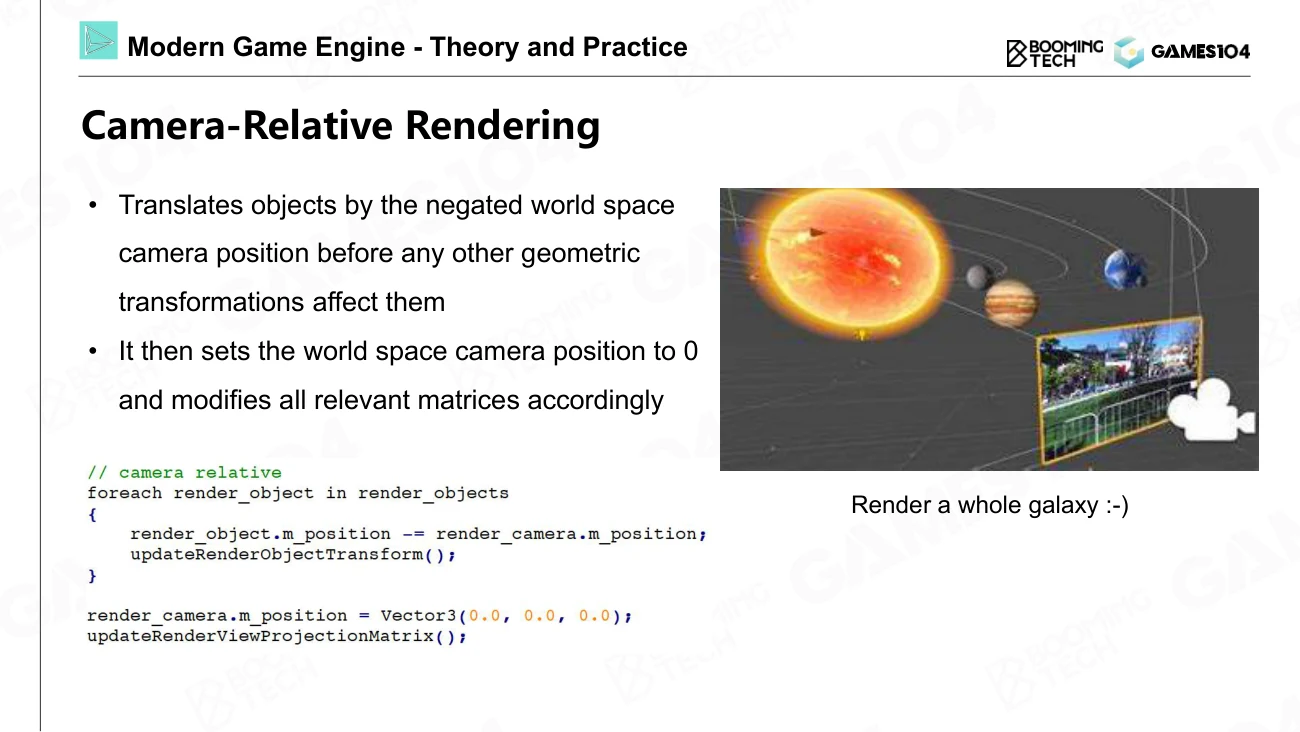 Modern Game Engine - Theory and Practice
BOOMING
TECH
GAMES104
Camera-Relative Rendering
• Translates objects by the negated world space
camera position before any other geometric
transformations affect them
• It then sets the world space camera position to 0
and modifies all relevant matrices accordingly
// camera relative
foreach render_object in render_objects
{
    render_object.m_position -= render_camera.m_position;
    updateRenderObjectTransform();
}
render_camera.m_position = Vector3(0.0, 0.0, 0.0);
updateRenderViewProjectionMatrix();
Render a whole galaxy :-)